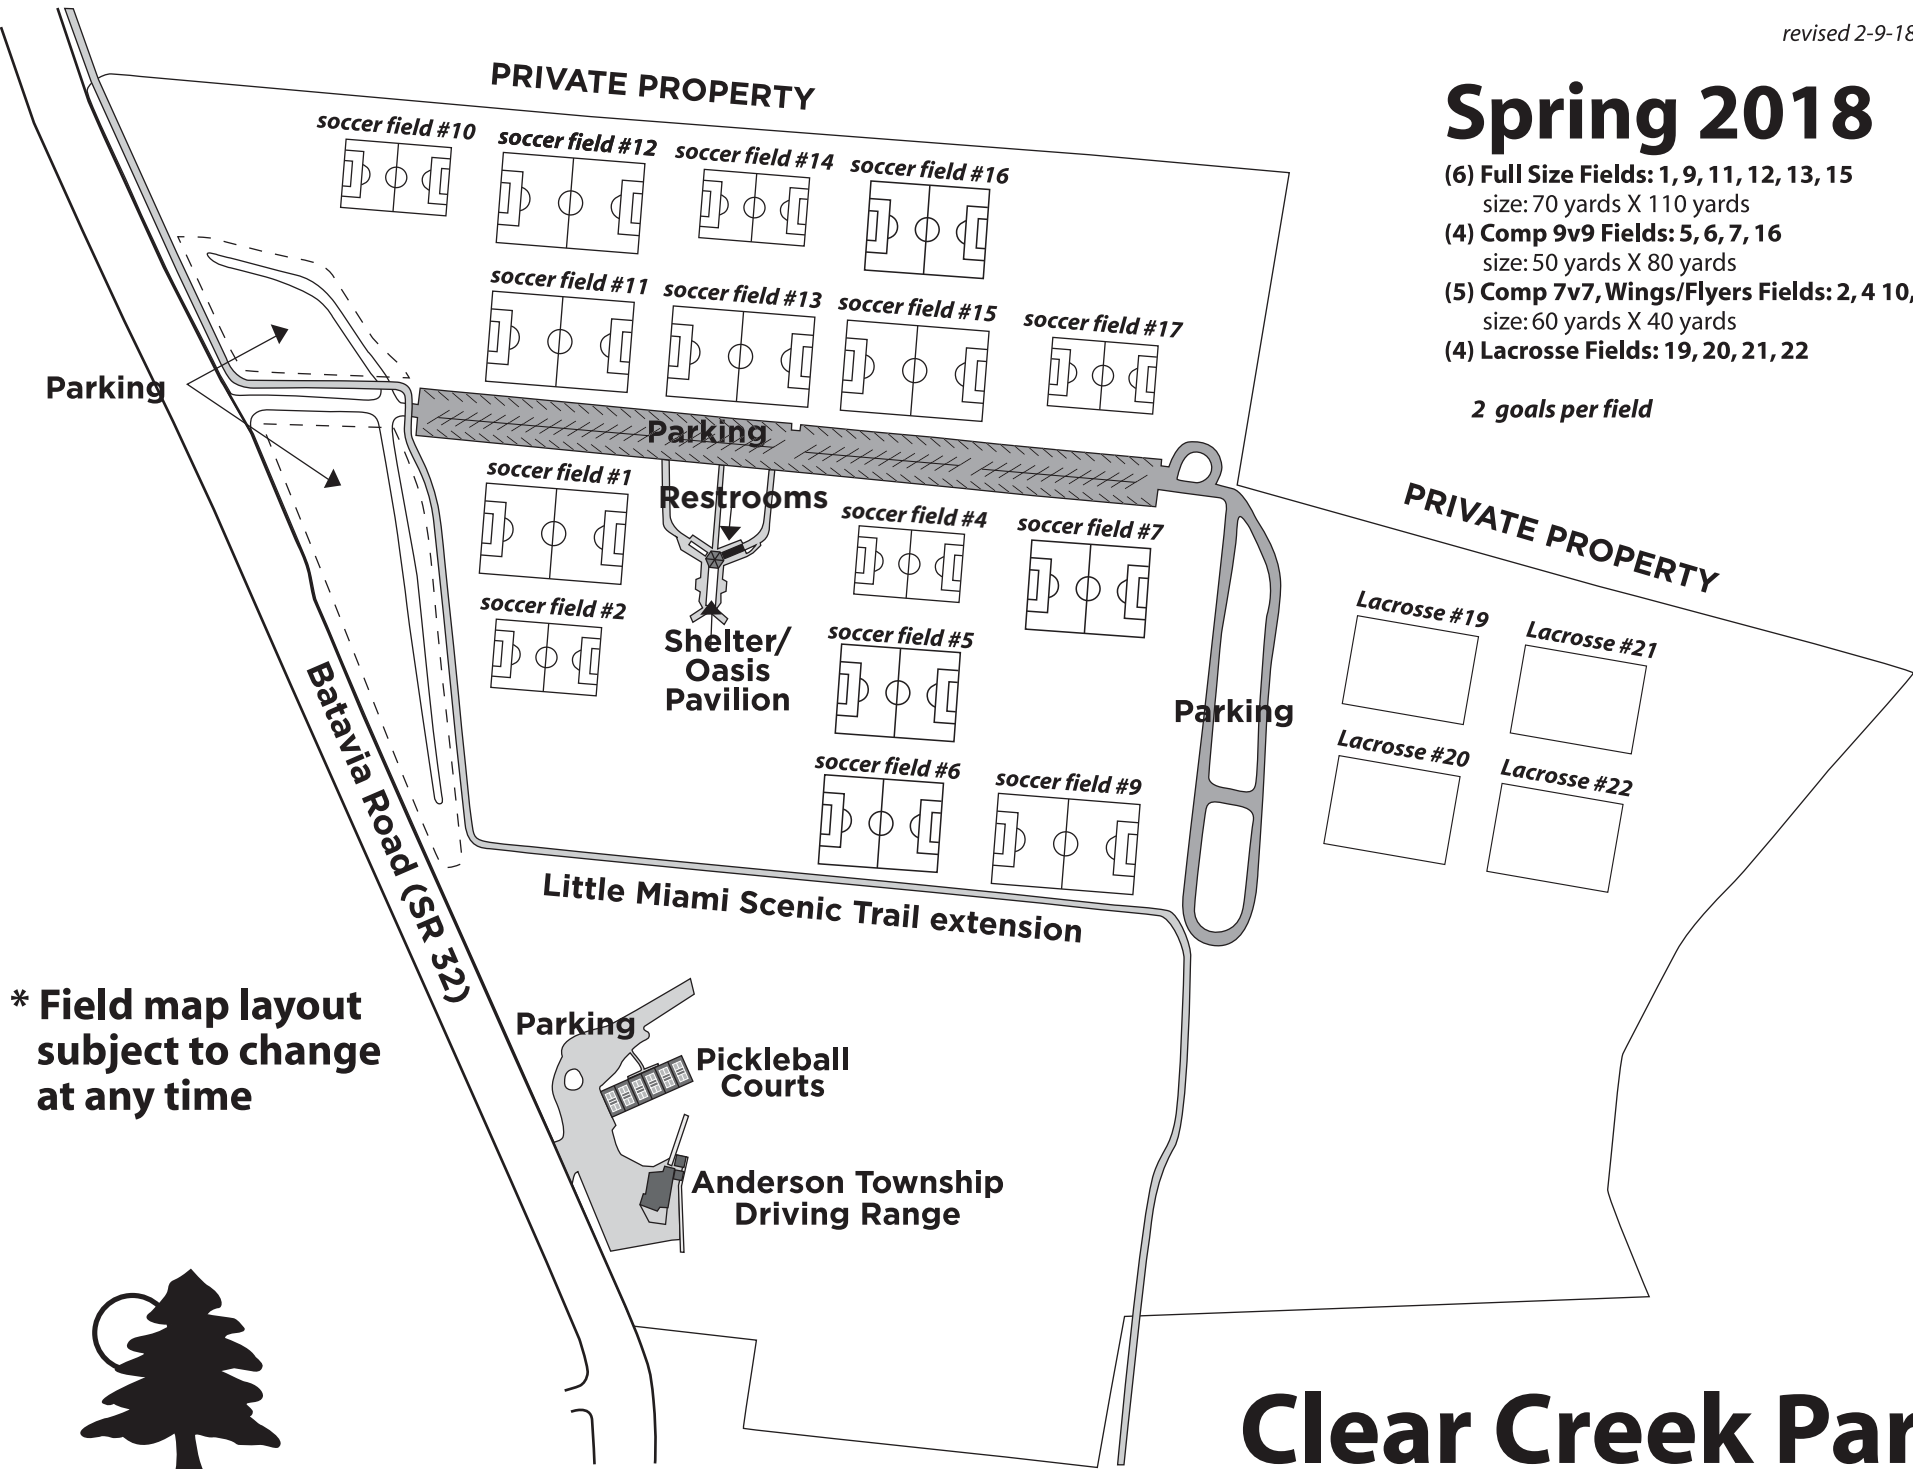 revised 2-9-18
Spring 2018
(6) Full Size Fields: 1, 9, 11, 12, 13, 15
size: 70 yards X 110 yards
(4) Comp 9v9 Fields: 5, 6, 7, 16
size: 50 yards X 80 yards
(5) Comp 7v7, Wings/Flyers Fields: 2, 4 10,
size: 60 yards X 40 yards
(4) Lacrosse Fields: 19, 20, 21, 22
2 goals per field
PRIVATE PROPERTY
soccer field #10
soccer field #12
soccer field #14
soccer field #16
soccer field #11
soccer field #13
soccer field #15
soccer field #17
Parking
Parking
soccer field #1
Restrooms
soccer field #4
soccer field #7
PRIVATE PROPERTY
soccer field #2
Shelter/
Oasis
Pavilion
soccer field #5
Lacrosse #19
Lacrosse #21
Parking
Lacrosse #20
Lacrosse #22
soccer field #6
soccer field #9
Batavia Road (SR 32)
Little Miami Scenic Trail extension
* Field map layout
subject to change
at any time
Parking
Pickleball
Courts
Anderson Township
Driving Range
Clear Creek Par